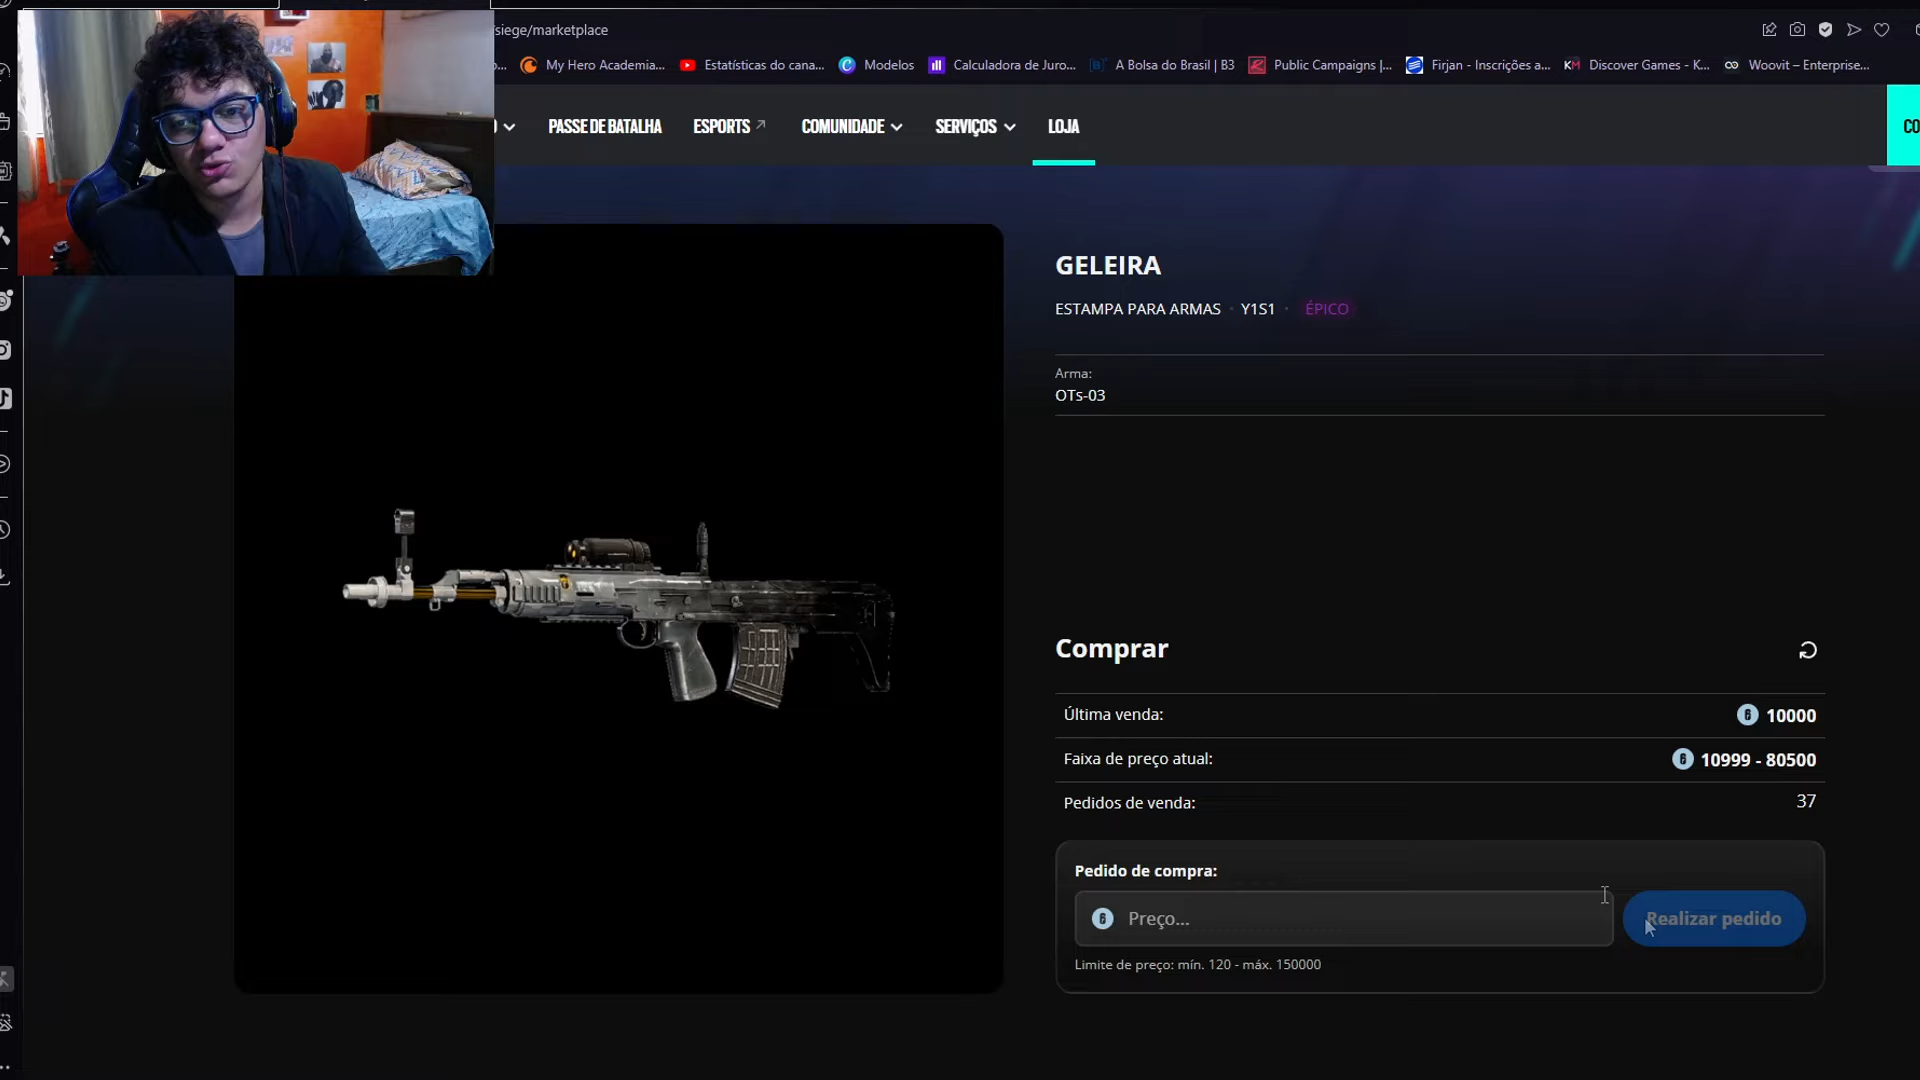 siege/marketplace
o...
My Hero Academia...
Estatísticas do cana...
Modelos
Calculadora de Juro...
A Bolsa do Brasil | B3
Public Campaigns |...
Firjan - Inscrições a...
KM
Discover Games - K...
Woovit – Enterprise...
PASSE DE BATALHA
ESPORTS
COMUNIDADE
SERVIÇOS
LOJA
CO
GELEIRA
ESTAMPA PARA ARMAS · Y1S1 · ÉPICO
Arma:
OTs-03
Comprar
Última venda: 10000
Faixa de preço atual: 10999 - 80500
Pedidos de venda: 37
Pedido de compra:
Preço... Realizar pedido
Limite de preço: mín. 120 - máx. 150000